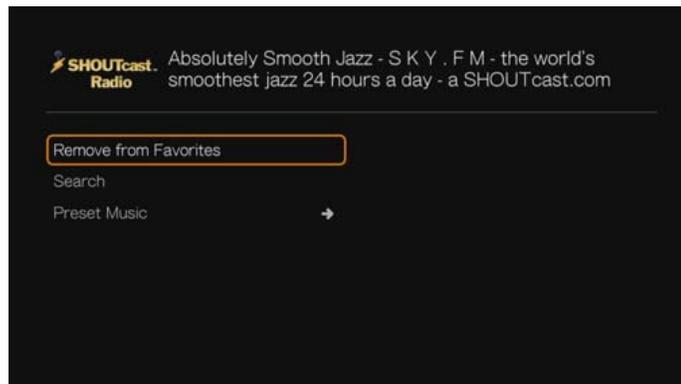 SHOUTcast
Radio
Absolutely Smooth Jazz - S K Y . F M - the world's
smoothest jazz 24 hours a day - a SHOUTcast.com
Remove from Favorites
Search
Preset Music